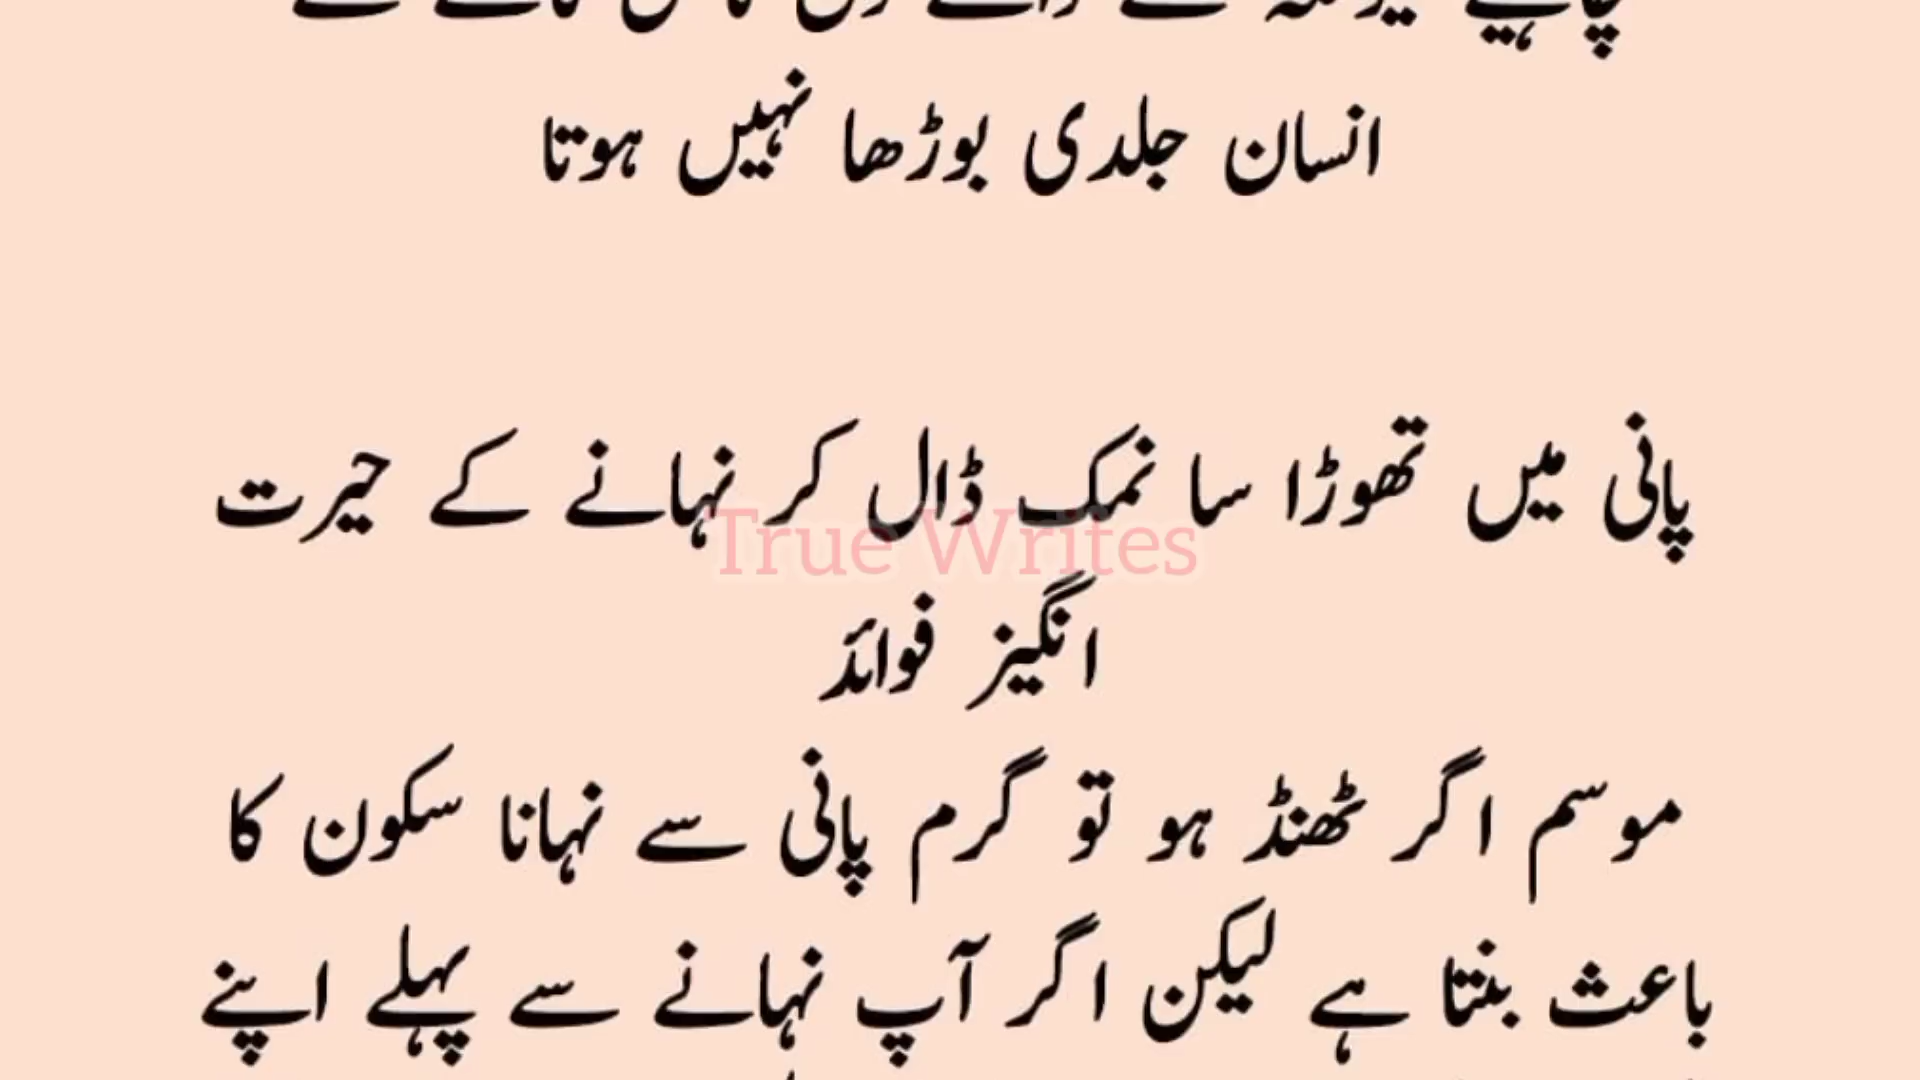 چاہیے
انسان جلدی بوڑھا نہیں ہوتا
پانی میں تھوڑا سا نمک ڈال کر نہانے کے حیرت
True Writes
انگیز فوائد
موسم اگر ٹھنڈ ہو تو گرم پانی سے نہانا سکون کا
باعث بنتا ہے لیکن اگر آپ نہانے سے پہلے اپنے